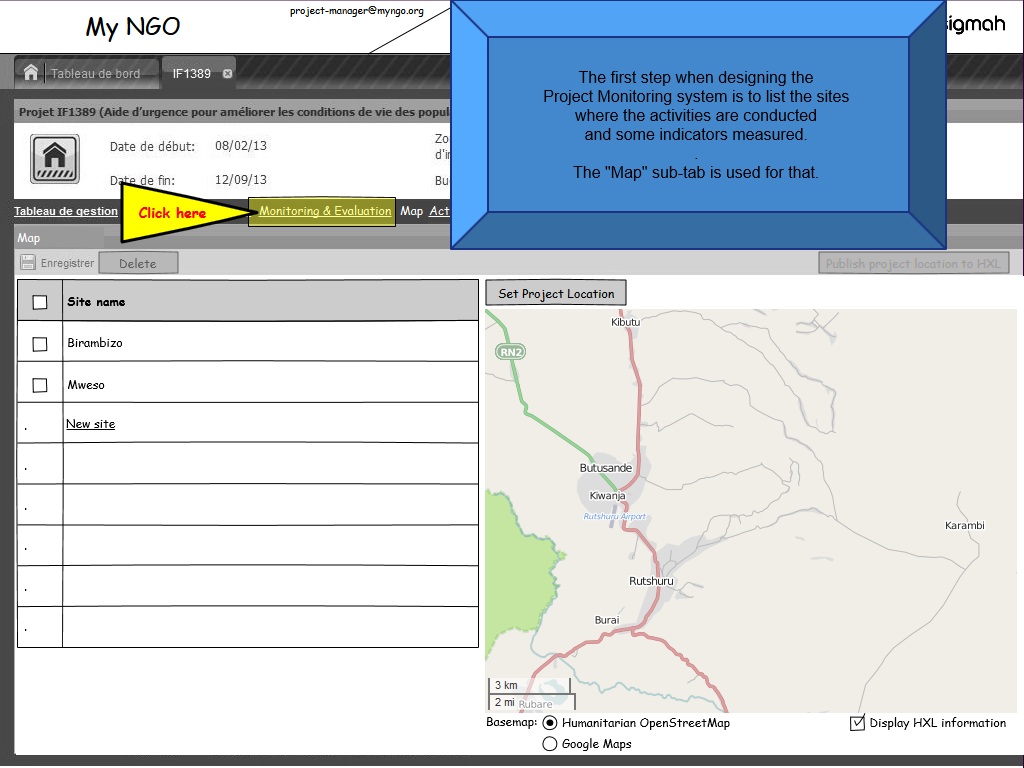 project-manager@myngo.org
My NGO
sigmah
Tableau de bord
IF1389
The first step when designing the
Project Monitoring system is to list the sites
where the activities are conducted
and some indicators measured.
.
The "Map" sub-tab is used for that.
Projet IF1389 (Aide d'urgence pour améliorer les conditions de vie des popul
Date de début: 08/02/13
Zo
d'ir
Date de fin: 12/09/13
Bu
Tableau de gestion
Click here
Monitoring & Evaluation
Map
Act
Map
Enregistrer
Delete
Publish project location to HXL
Site name
Set Project Location
Birambizo
Mweso
. New site
.
.
.
.
.
Kibutu
RN2
Butusande
Kiwanja
Rutshuru Airport
Karambi
Rutshuru
Burai
3 km
2 mi
Rubare
Basemap: Humanitarian OpenStreetMap
Display HXL information
Google Maps